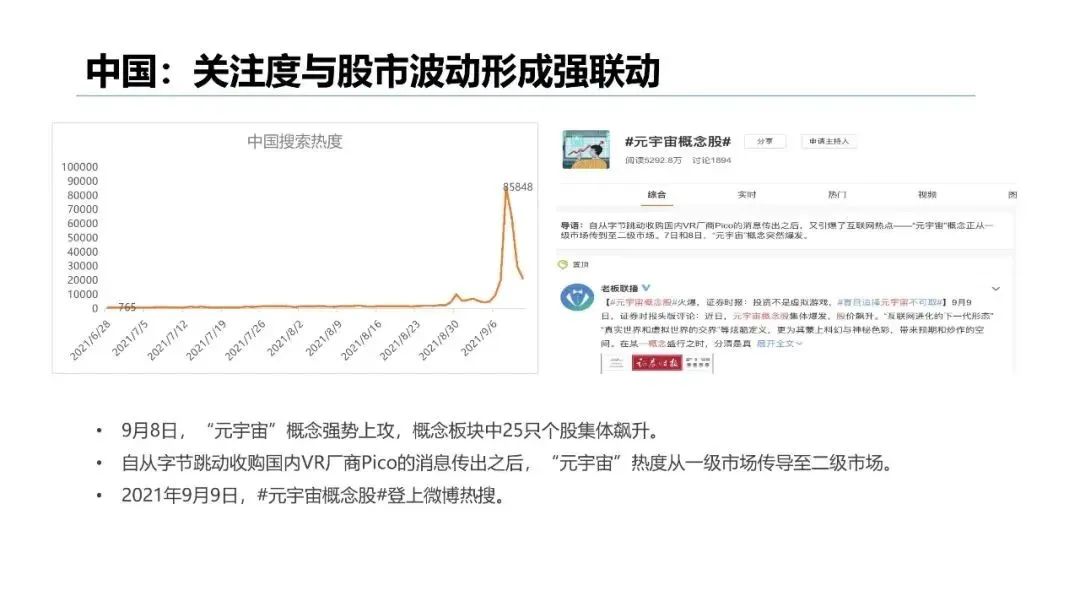 中国：关注度与股市波动形成强联动
中国搜索热度
100000
90000
80000
70000
60000
50000
40000
30000
20000
10000
0
765
85848
2021/6/28
2021/7/5
2021/7/12
2021/7/19
2021/7/26
2021/8/2
2021/8/9
2021/8/16
2021/8/23
2021/8/30
2021/9/6
#元宇宙概念股#
分享
申请主持人
阅读5292.8万 讨论1894
综合
实时
热门
视频
图
导语：自从字节跳动收购国内VR厂商Pico的消息传出之后，又引爆了互联网热点——“元宇宙”概念正从一
级市场传到至二级市场。7日和8日，“元宇宙”概念突然爆发。
置顶
老板联播
【#元宇宙概念股#火爆，证券时报：投资不是虚拟游戏，#盲目追捧元宇宙不可取#】9月9
日，证券时报头版评论：近日，元宇宙概念股集体爆发，股价飙升。“互联网进化的下一代形态”
“真实世界和虚拟世界的交界”等炫酷定义，更为其蒙上科幻与神秘色彩，带来预期和炒作的空
间。在某一概念盛行之时，分清是真 展开全文
证券时报
• 9月8日，“元宇宙”概念强势上攻，概念板块中25只个股集体飙升。
• 自从字节跳动收购国内VR厂商Pico的消息传出之后，“元宇宙”热度从一级市场传导至二级市场。
• 2021年9月9日，#元宇宙概念股#登上微博热搜。